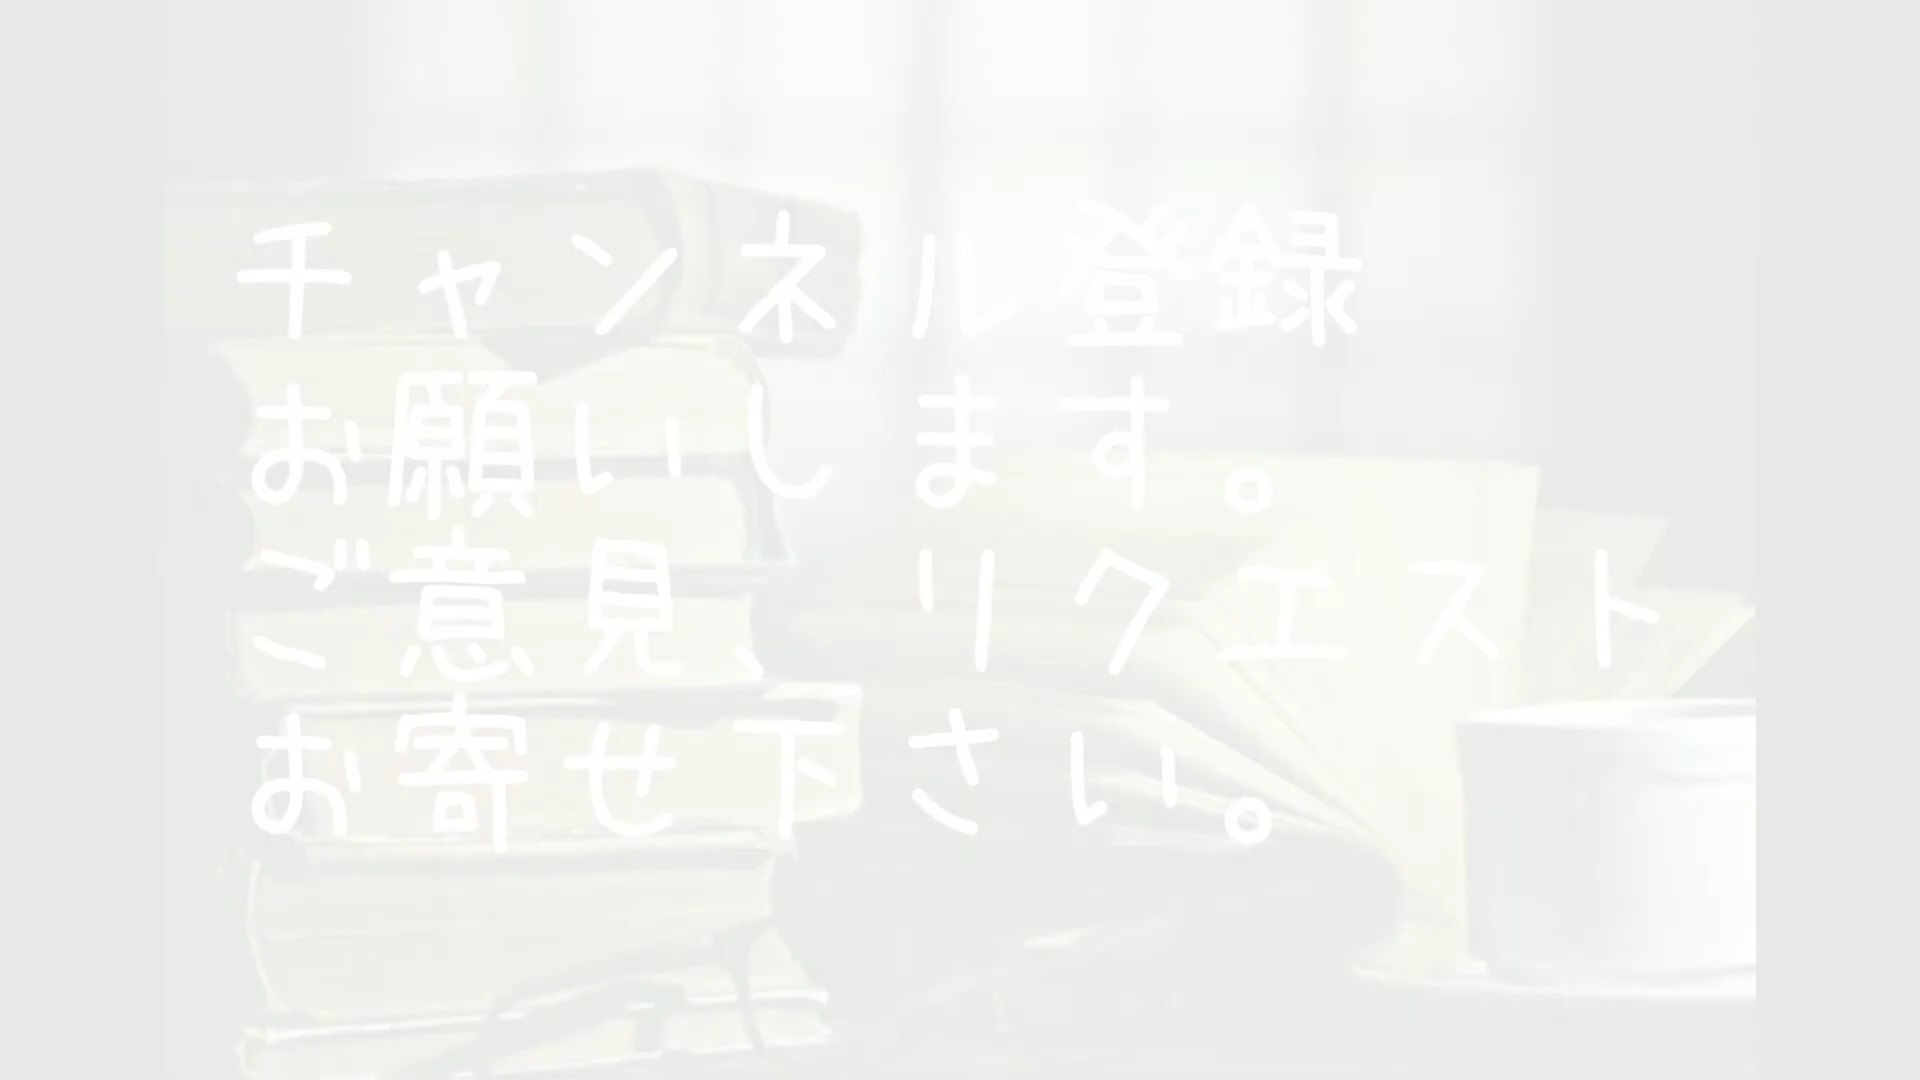 チャンネル登録
お願いします。
ご意見、リクエスト
お寄せ下さい。